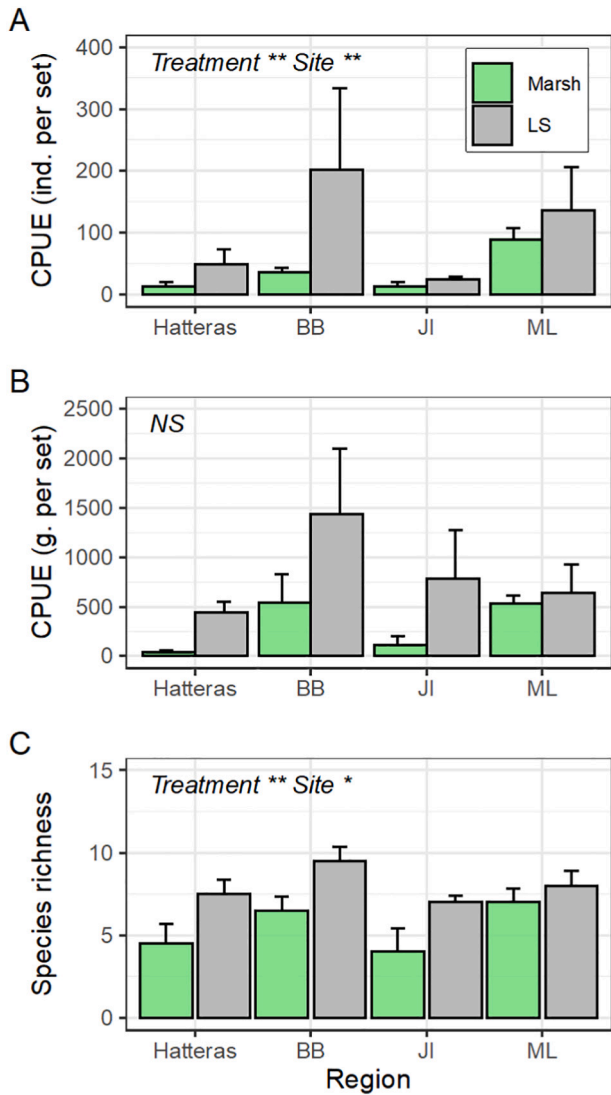 A
CPUE (ind. per set)
400
300
200
100
0
Treatment ** Site **
Marsh
LS
Hatteras BB JI ML
B
CPUE (g. per set)
2500
2000
1500
1000
500
0
NS
Hatteras BB JI ML
C
Species richness
15
10
5
0
Treatment ** Site *
Hatteras BB JI ML
Region